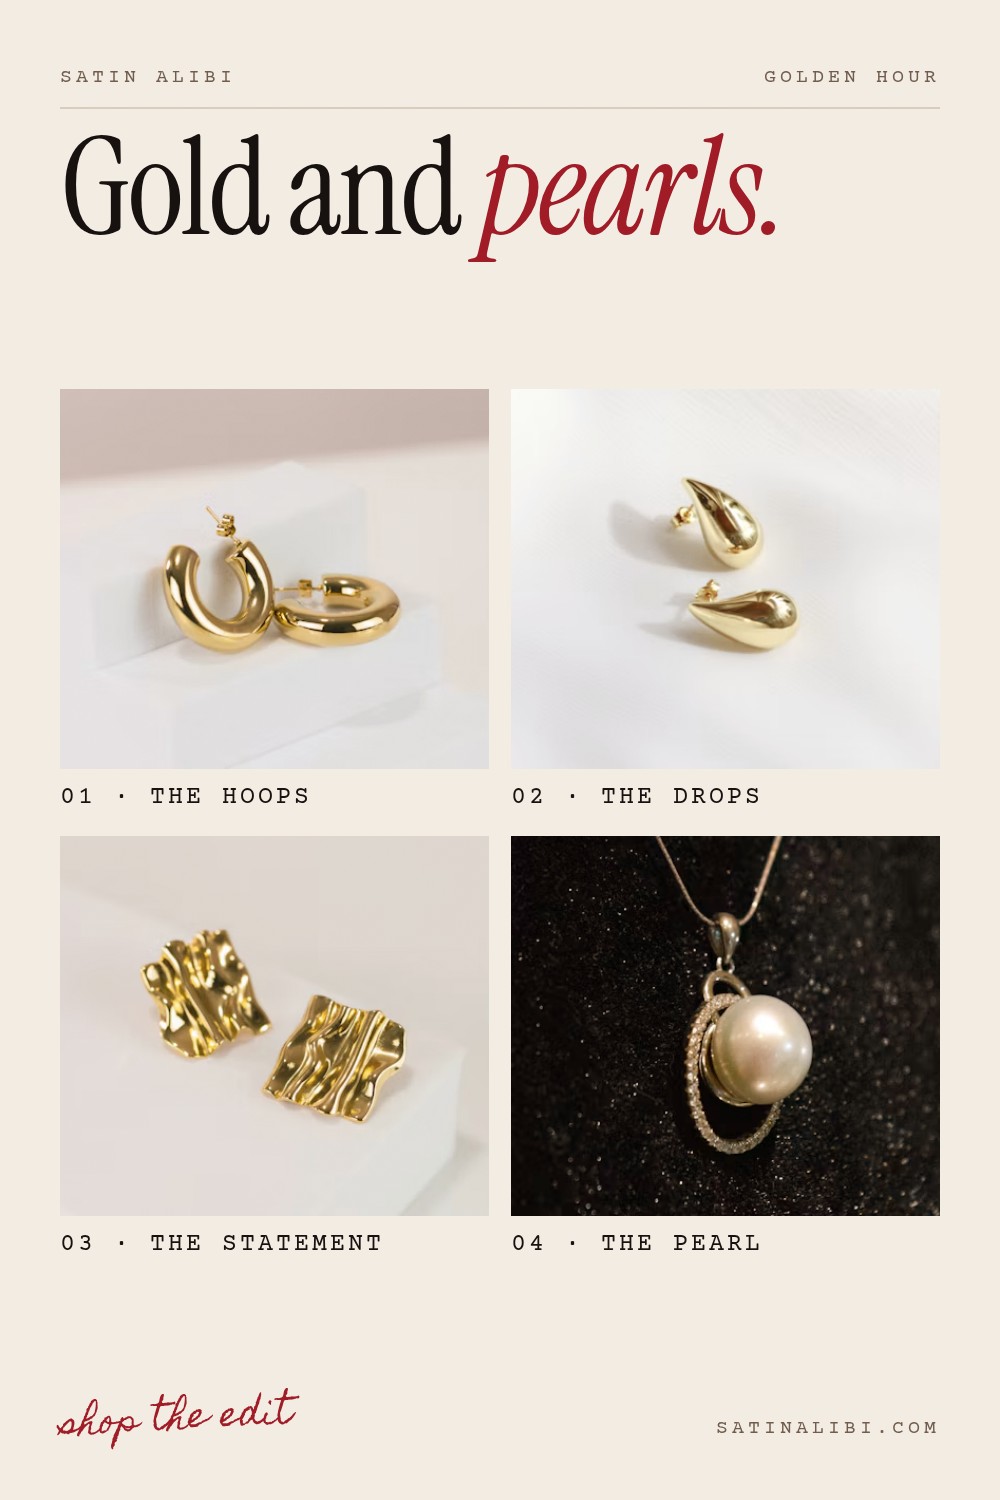 SATIN ALIBI
GOLDEN HOUR
Gold and pearls.
01 · THE HOOPS
02 · THE DROPS
03 · THE STATEMENT
04 · THE PEARL
shop the edit
SATINALIBI.COM